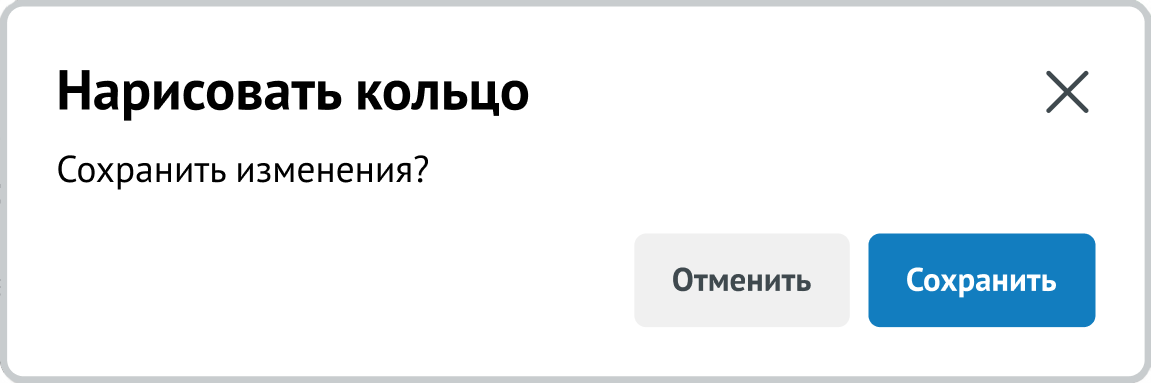 Нарисовать кольцо
Сохранить изменения?
Отменить
Сохранить